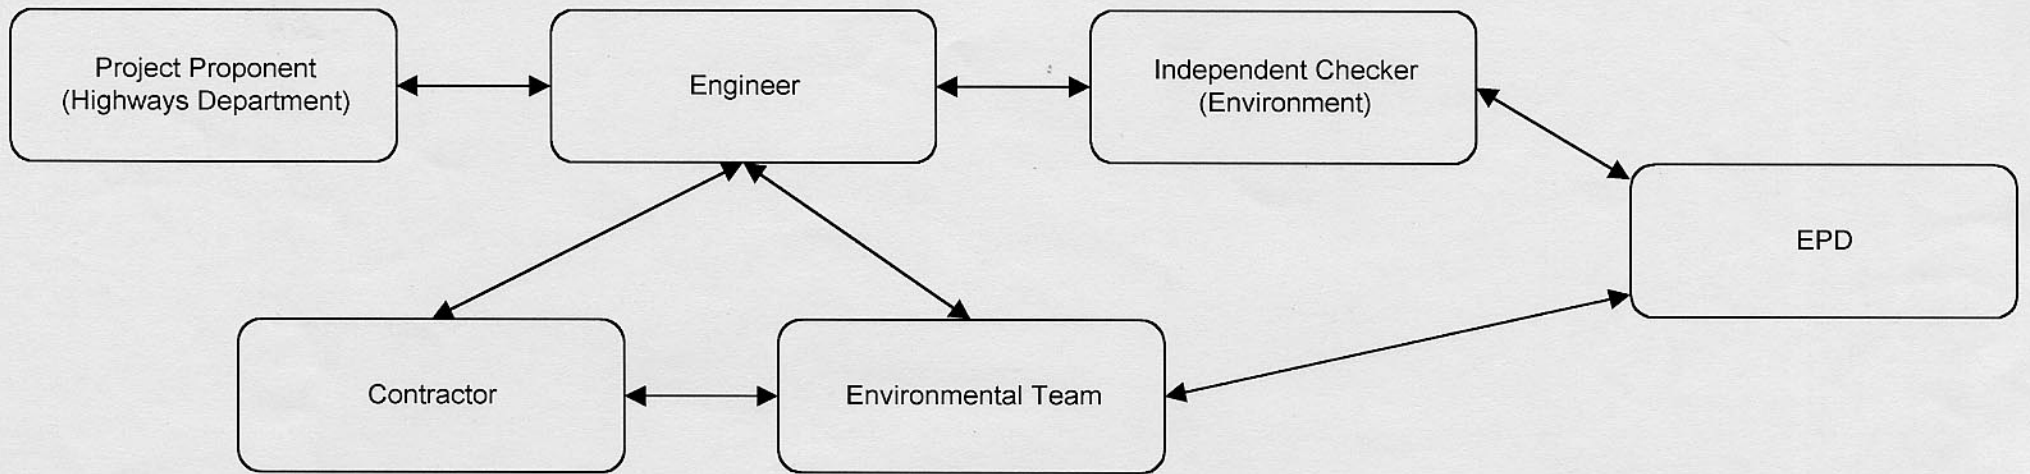 Project Proponent
(Highways Department)
Engineer
Independent Checker
(Environment)
EPD
Contractor
Environmental Team